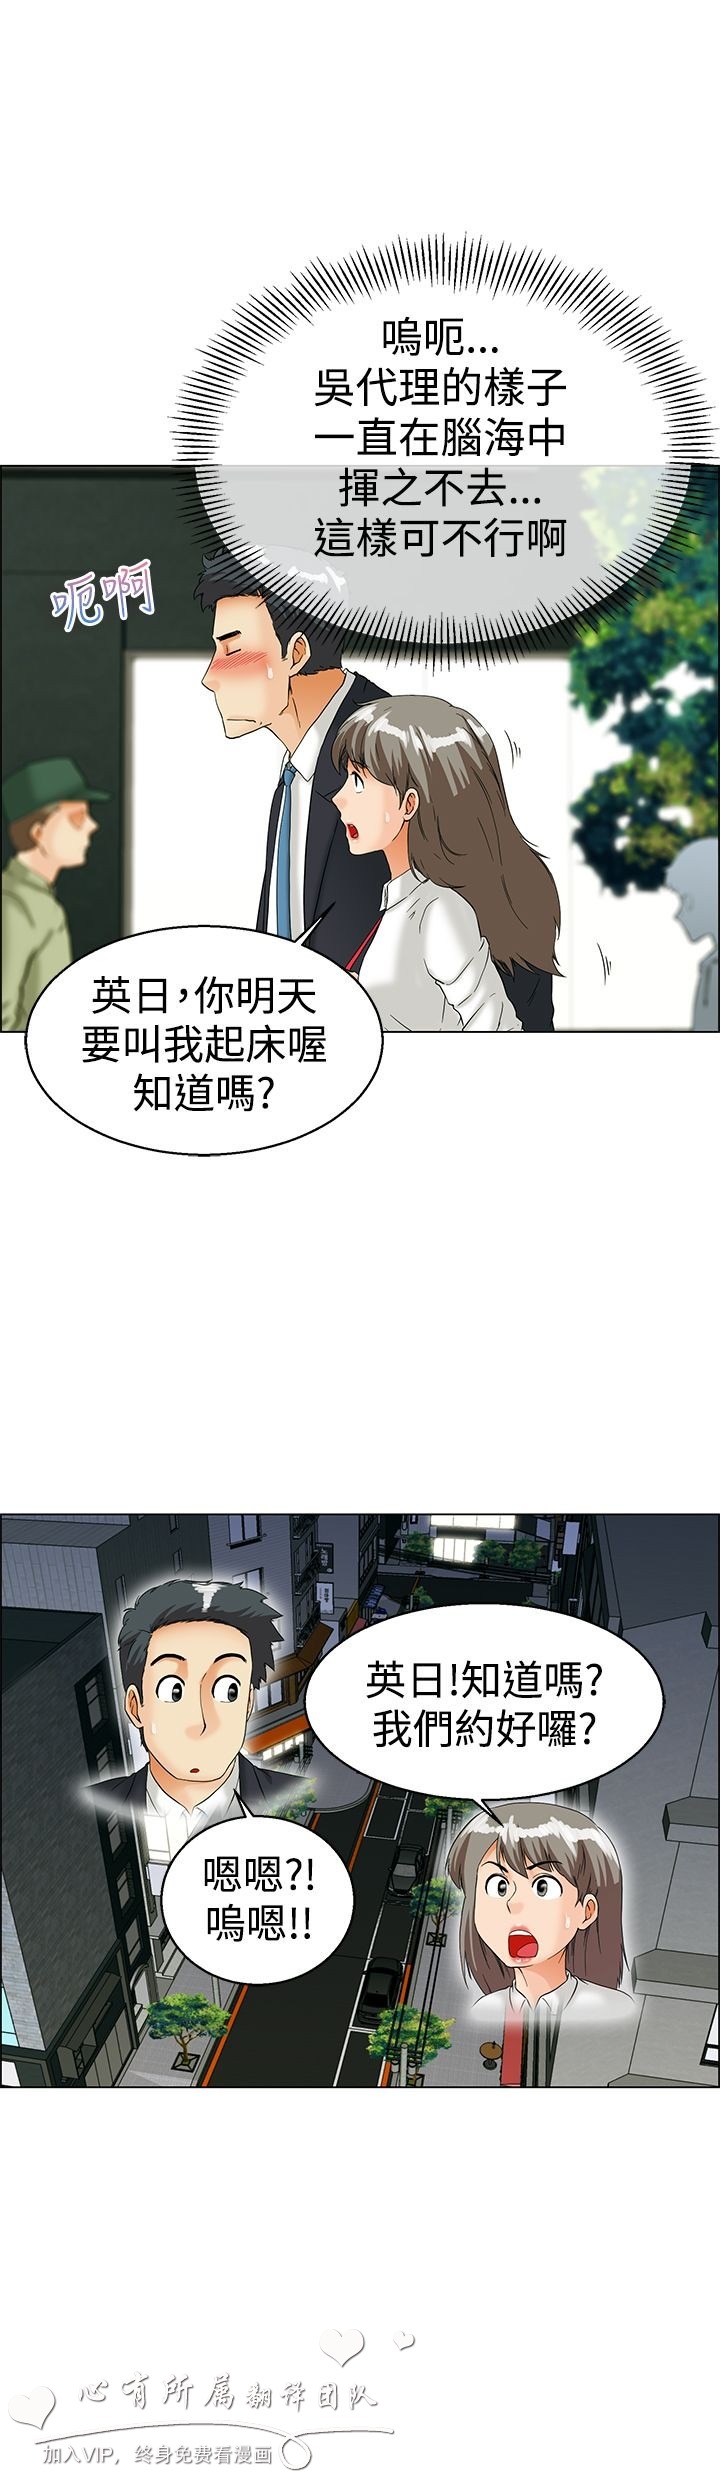 嗚呃...
吳代理的樣子
一直在腦海中
揮之不去...
這樣可不行啊
呃啊
英日,你明天
要叫我起床喔
知道嗎?
英日!知道嗎?
我們約好囉?
嗯嗯?!
嗚嗯!!
心有所属翻译团队
加入VIP，终身免费看漫画